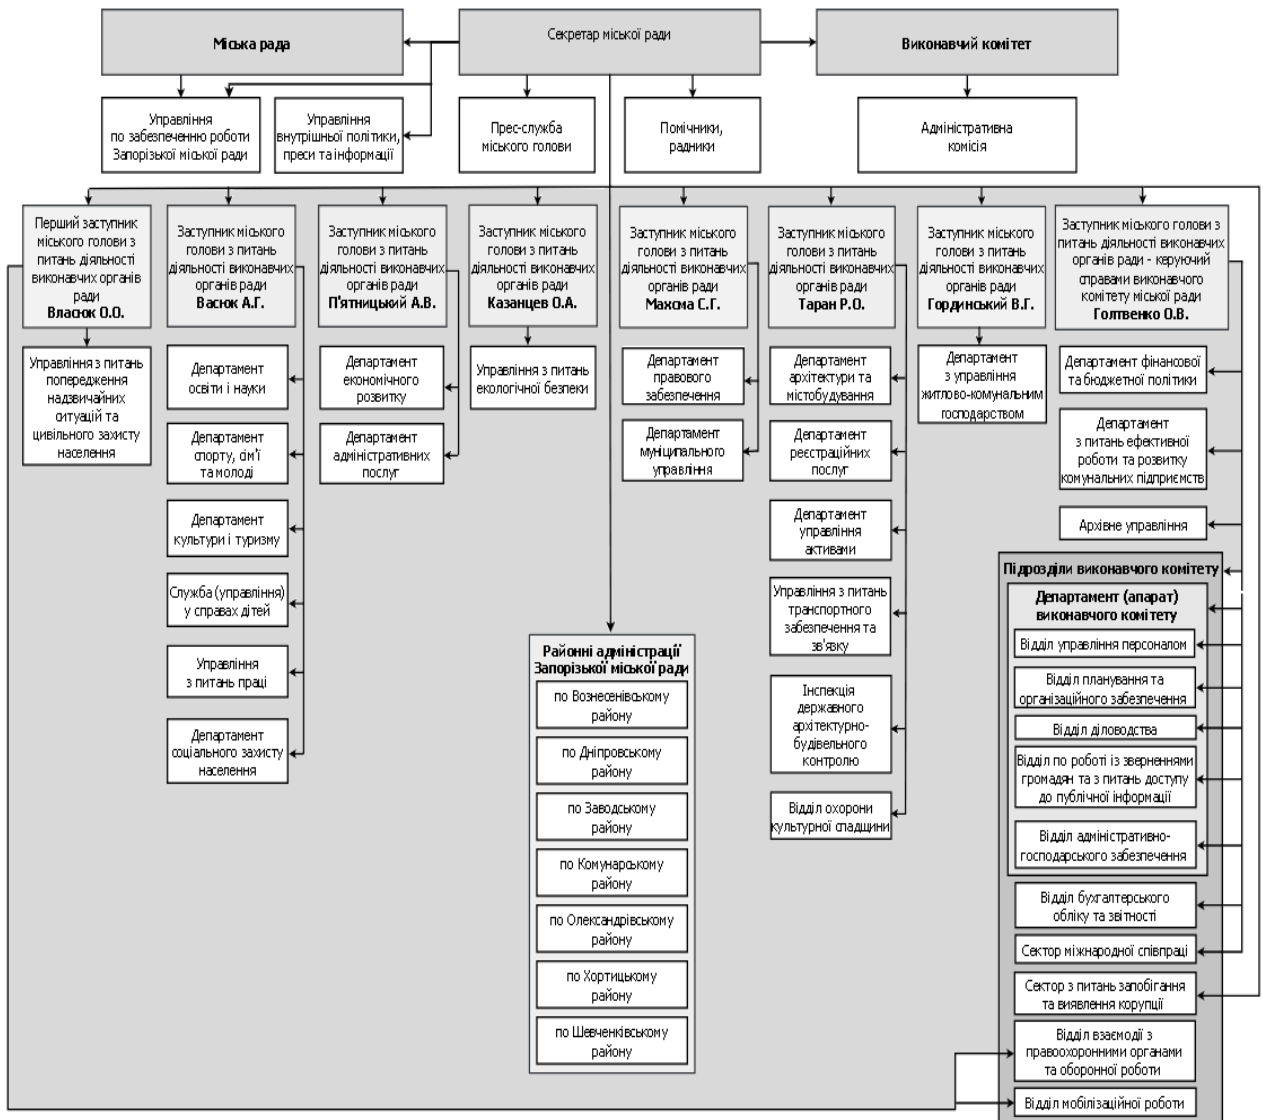 Міська рада
Секретар міської ради
Виконавчий комітет
Управління
по забезпеченню роботи
Запорізької міської ради
Управління
внутрішньої політики,
преси та інформації
Прес-служба
міського голови
Помічники,
радники
Адміністративна
комісія
Перший заступник
міського голови з
питань діяльності
виконавчих органів
ради
Власюк О.О.
Заступник міського
голови з питань
діяльності виконавчих
органів ради
Васюк А.Г.
Заступник міського
голови з питань
діяльності виконавчих
органів ради
П'ятницький А.В.
Заступник міського
голови з питань
діяльності виконавчих
органів ради
Казанцев О.А.
Заступник міського
голови з питань
діяльності виконавчих
органів ради
Махсма С.Г.
Заступник міського
голови з питань
діяльності виконавчих
органів ради
Таран Р.О.
Заступник міського
голови з питань
діяльності виконавчих
органів ради
Гординський В.Г.
Заступник міського голови з
питань діяльності виконавчих
органів ради - керуючий
справами виконавчого
комітету міської ради
Голтвенко О.В.
Управління з питань
попередження
надзвичайних
ситуацій та
цивільного захисту
населення
Департамент
освіти і науки
Департамент
спорту, сім'ї
та молоді
Департамент
культури і туризму
Служба (управління)
у справах дітей
Управління
з питань праці
Департамент
соціального захисту
населення
Департамент
економічного
розвитку
Департамент
адміністративних
послуг
Управління з питань
екологічної безпеки
Департамент
правового
забезпечення
Департамент
муніципального
управління
Департамент
архітектури та
містобудування
Департамент
реєстраційних
послуг
Департамент
управління
активами
Управління з питань
транспортного
забезпечення та
зв'язку
Інспекція
державного
архітектурно-
будівельного
контролю
Відділ охорони
культурної спадщини
Департамент
з управління
житлово-комунальним
господарством
Департамент фінансової
та бюджетної політики
Департамент
з питань ефективної
роботи та розвитку
комунальних підприємств
Архівне управління
Районні адміністрації
Запорізької міської ради
по Вознесенівському
району
по Дніпровському
району
по Заводському
району
по Комунарському
району
по Олександрівському
району
по Хортицькому
району
по Шевченківському
району
Підрозділи виконавчого комітету
Департамент (апарат)
виконавчого комітету
Відділ управління персоналом
Відділ планування та
організаційного забезпечення
Відділ діловодства
Відділ по роботі із зверненнями
громадян та з питань доступу
до публічної інформації
Відділ адміністративно-
господарського забезпечення
Відділ бухгалтерського
обліку та звітності
Сектор міжнародної співпраці
Сектор з питань запобігання
та виявлення корупції
Відділ взаємодії з
правоохоронними органами
та оборонної роботи
Відділ мобілізаційної роботи